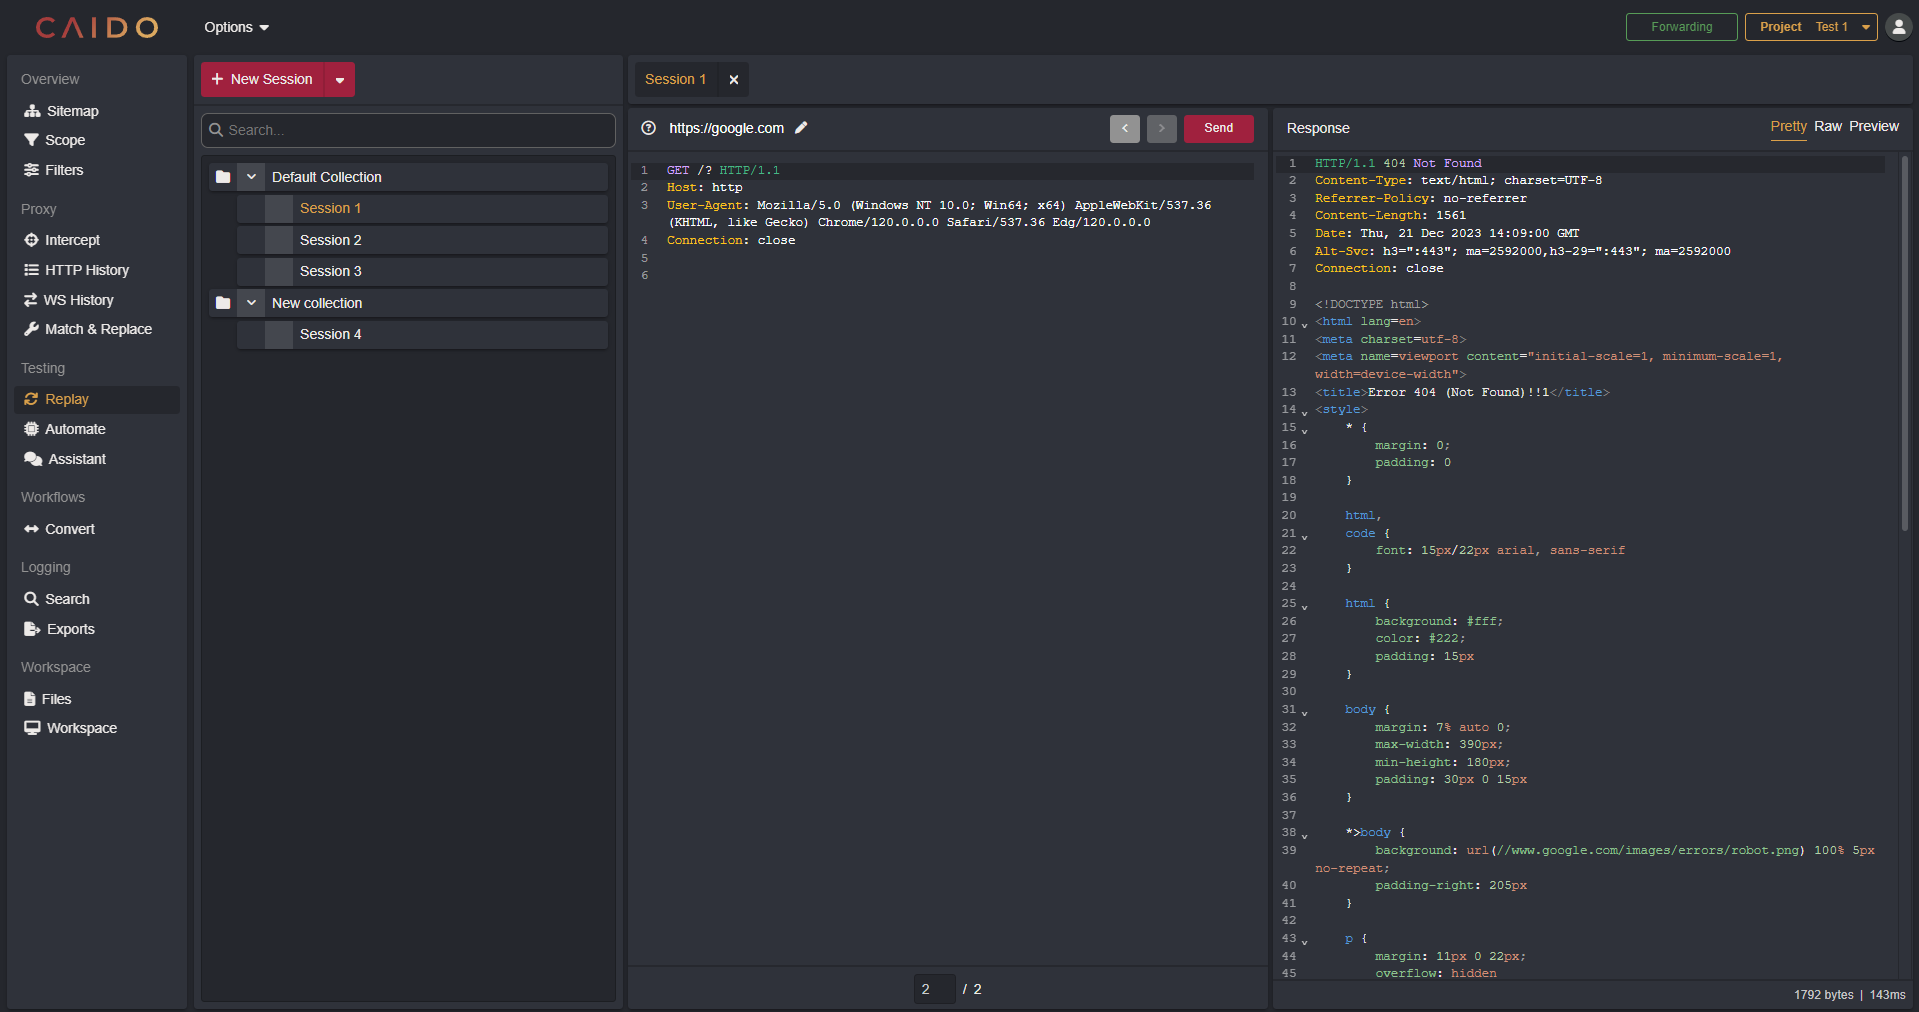 CAIDO
Options
Forwarding
Project Test 1
Overview
Sitemap
Scope
Filters
Proxy
Intercept
HTTP History
WS History
Match & Replace
Testing
Replay
Automate
Assistant
Workflows
Convert
Logging
Search
Exports
Workspace
Files
Workspace
+ New Session
Search...
Default Collection
Session 1
Session 2
Session 3
New collection
Session 4
Session 1
https://google.com
< > Send
1 GET /? HTTP/1.1
2 Host: http
3 User-Agent: Mozilla/5.0 (Windows NT 10.0; Win64; x64) AppleWebKit/537.36
(KHTML, like Gecko) Chrome/120.0.0.0 Safari/537.36 Edg/120.0.0.0
4 Connection: close
5
6
2 / 2
Response
Pretty Raw Preview
1 HTTP/1.1 404 Not Found
2 Content-Type: text/html; charset=UTF-8
3 Referrer-Policy: no-referrer
4 Content-Length: 1561
5 Date: Thu, 21 Dec 2023 14:09:00 GMT
6 Alt-Svc: h3=":443"; ma=2592000,h3-29=":443"; ma=2592000
7 Connection: close
8
9 <!DOCTYPE html>
10 <html lang=en>
11 <meta charset=utf-8>
12 <meta name=viewport content="initial-scale=1, minimum-scale=1,
width=device-width">
13 <title>Error 404 (Not Found)!!1</title>
14 <style>
15 * {
16 margin: 0;
17 padding: 0
18 }
19
20 html,
21 code {
22 font: 15px/22px arial, sans-serif
23 }
24
25 html {
26 background: #fff;
27 color: #222;
28 padding: 15px
29 }
30
31 body {
32 margin: 7% auto 0;
33 max-width: 390px;
34 min-height: 180px;
35 padding: 30px 0 15px
36 }
37
38 *>body {
39 background: url(//www.google.com/images/errors/robot.png) 100% 5px
no-repeat;
40 padding-right: 205px
41 }
42
43 p {
44 margin: 11px 0 22px;
45 overflow: hidden
1792 bytes | 143ms